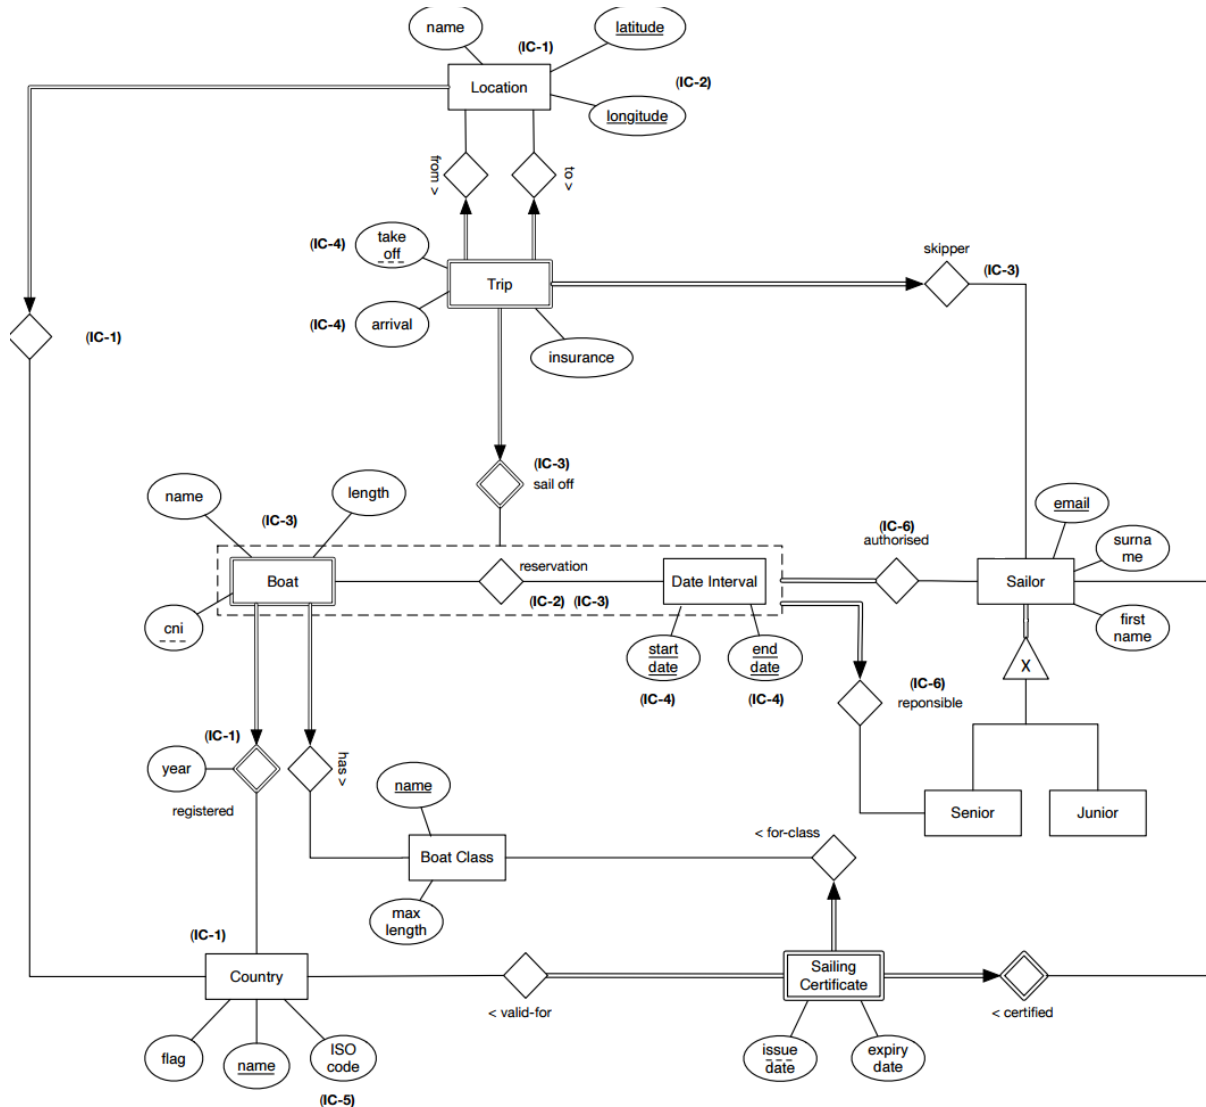 name
(IC-1)
latitude
Location
(IC-2)
longitude
from >
to >
(IC-4)
take
off
skipper
(IC-3)
Trip
(IC-4)
arrival
(IC-1)
insurance
(IC-3)
sail off
name
length
(IC-3)
email
(IC-6)
authorised
surna
me
reservation
Boat
Date Interval
Sailor
(IC-2) (IC-3)
cni
first
name
start
date
end
date
X
(IC-4)
(IC-4)
(IC-6)
reponsible
(IC-1)
year
has >
registered
name
Senior
Junior
< for-class
Boat Class
max
length
(IC-1)
Country
Sailing
Certificate
< valid-for
< certified
flag
name
ISO
code
issue
date
expiry
date
(IC-5)